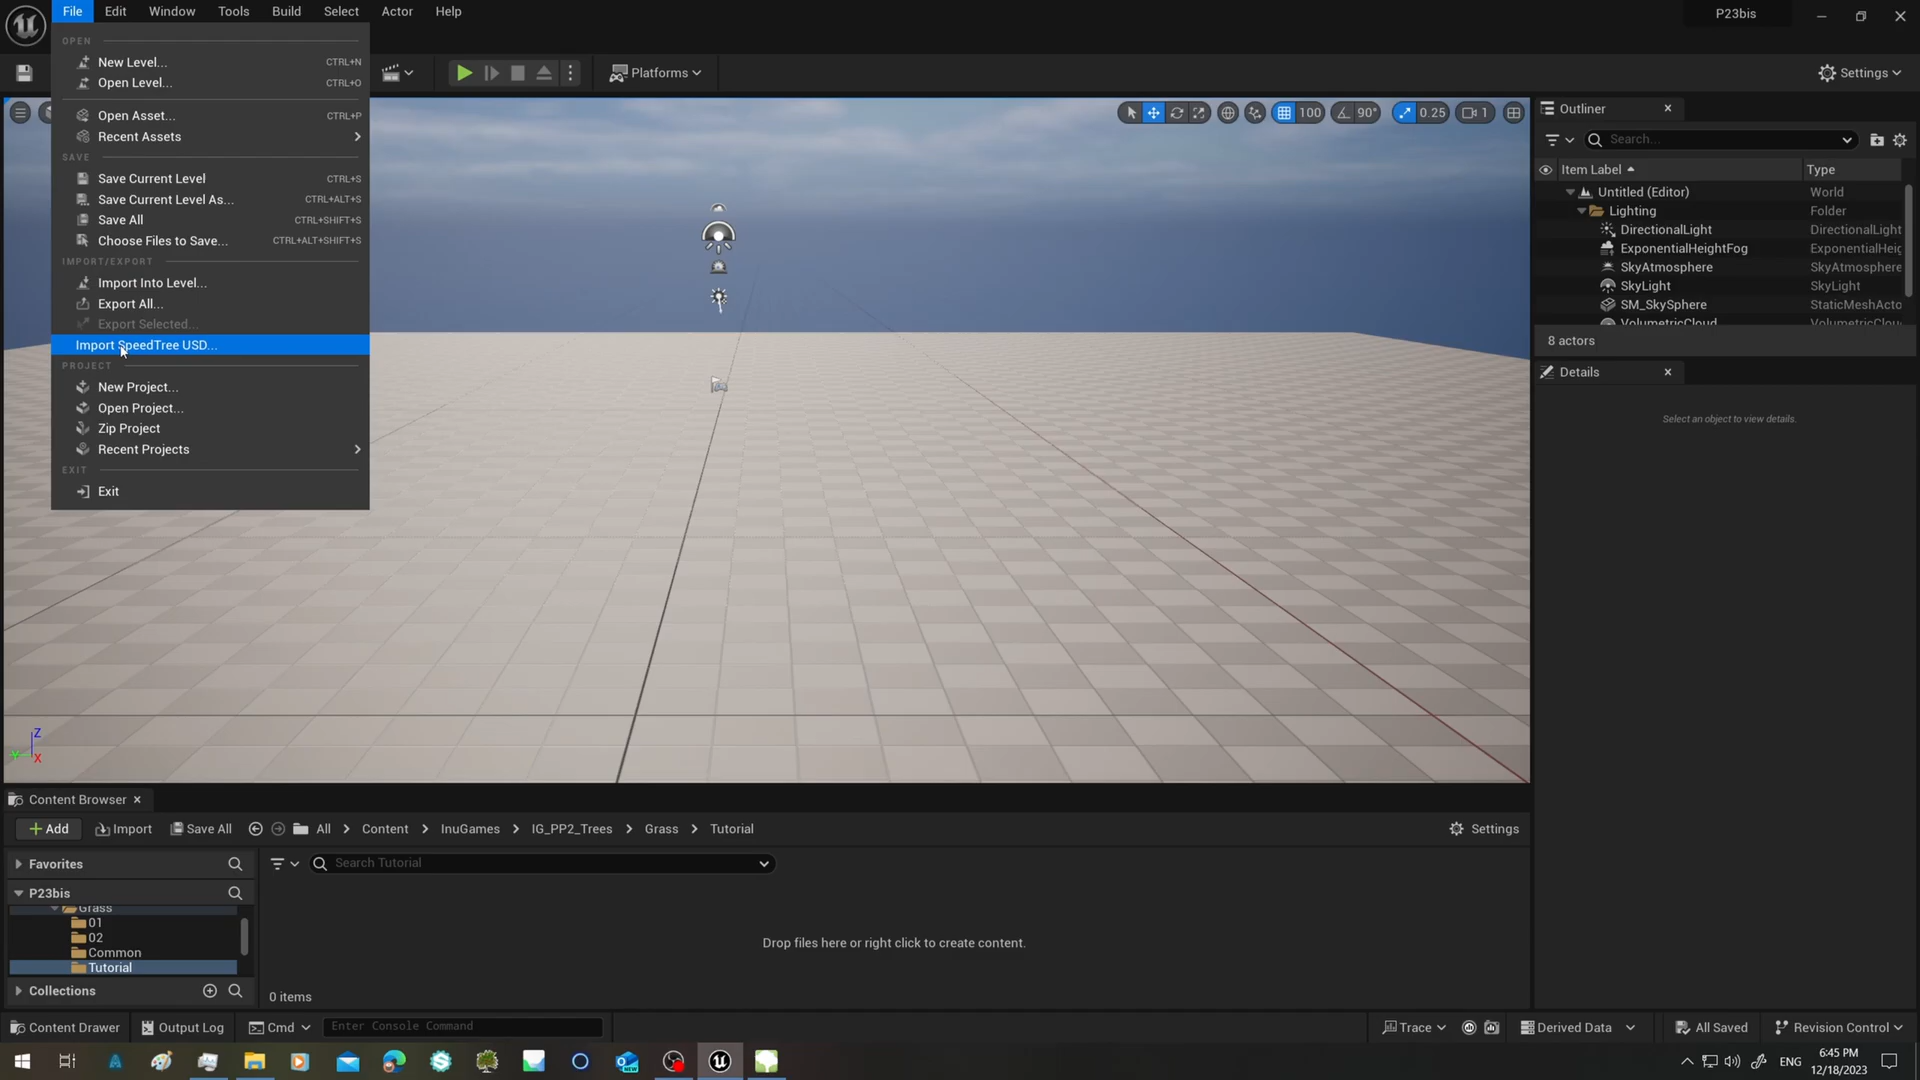 File Edit Window Tools Build Select Actor Help
P23bis
OPEN
New Level... CTRL+N
Open Level... CTRL+O
Open Asset... CTRL+P
Recent Assets
SAVE
Save Current Level CTRL+S
Save Current Level As... CTRL+ALT+S
Save All CTRL+SHIFT+S
Choose Files to Save... CTRL+ALT+SHIFT+S
IMPORT/EXPORT
Import Into Level...
Export All...
Export Selected...
Import SpeedTree USD...
PROJECT
New Project...
Open Project...
Zip Project
Recent Projects
EXIT
Exit
Platforms
Settings
100 90° 0.25 1
Outliner
Search...
Item Label Type
Untitled (Editor) World
Lighting Folder
DirectionalLight DirectionalLight
ExponentialHeightFog ExponentialHeig
SkyAtmosphere SkyAtmosphere
SkyLight SkyLight
SM_SkySphere StaticMeshActo
VolumetricCloud VolumetricClou
8 actors
Details
Select an object to view details.
Z
Y
X
Content Browser
Add Import Save All All Content InuGames IG_PP2_Trees Grass Tutorial Settings
Favorites
Search Tutorial
P23bis
Grass
01
02
Common
Tutorial
Collections
Drop files here or right click to create content.
0 items
Content Drawer Output Log Cmd Enter Console Command Trace Derived Data All Saved Revision Control
ENG
6:45 PM
12/18/2023